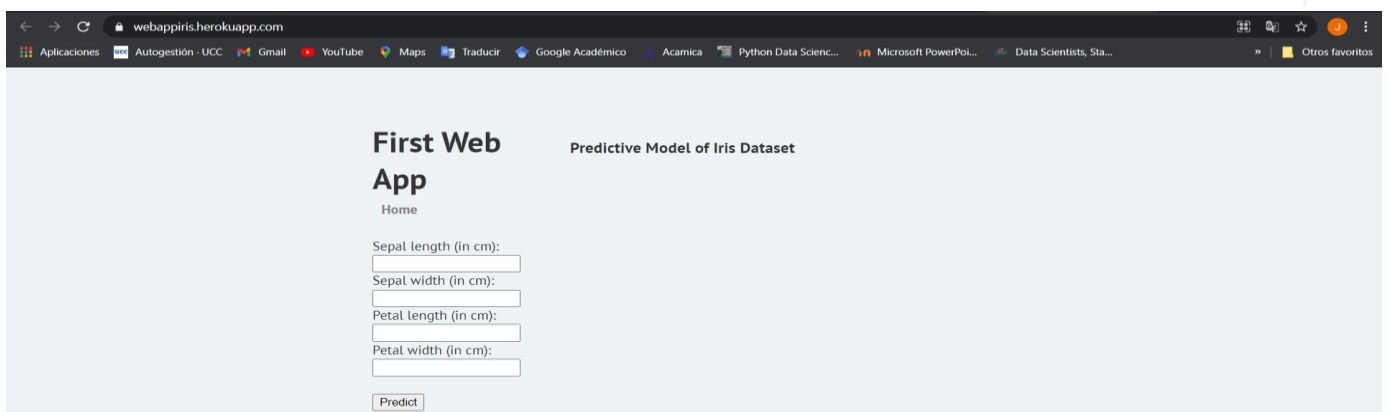 webappiris.herokuapp.com
J
Aplicaciones UCC Autogestión - UCC Gmail YouTube Maps Traducir Google Académico Acamica Python Data Scienc... Microsoft PowerPoi... Data Scientists, Sta... » Otros favoritos
First Web App
Predictive Model of Iris Dataset
Home
Sepal length (in cm):
Sepal width (in cm):
Petal length (in cm):
Petal width (in cm):
Predict